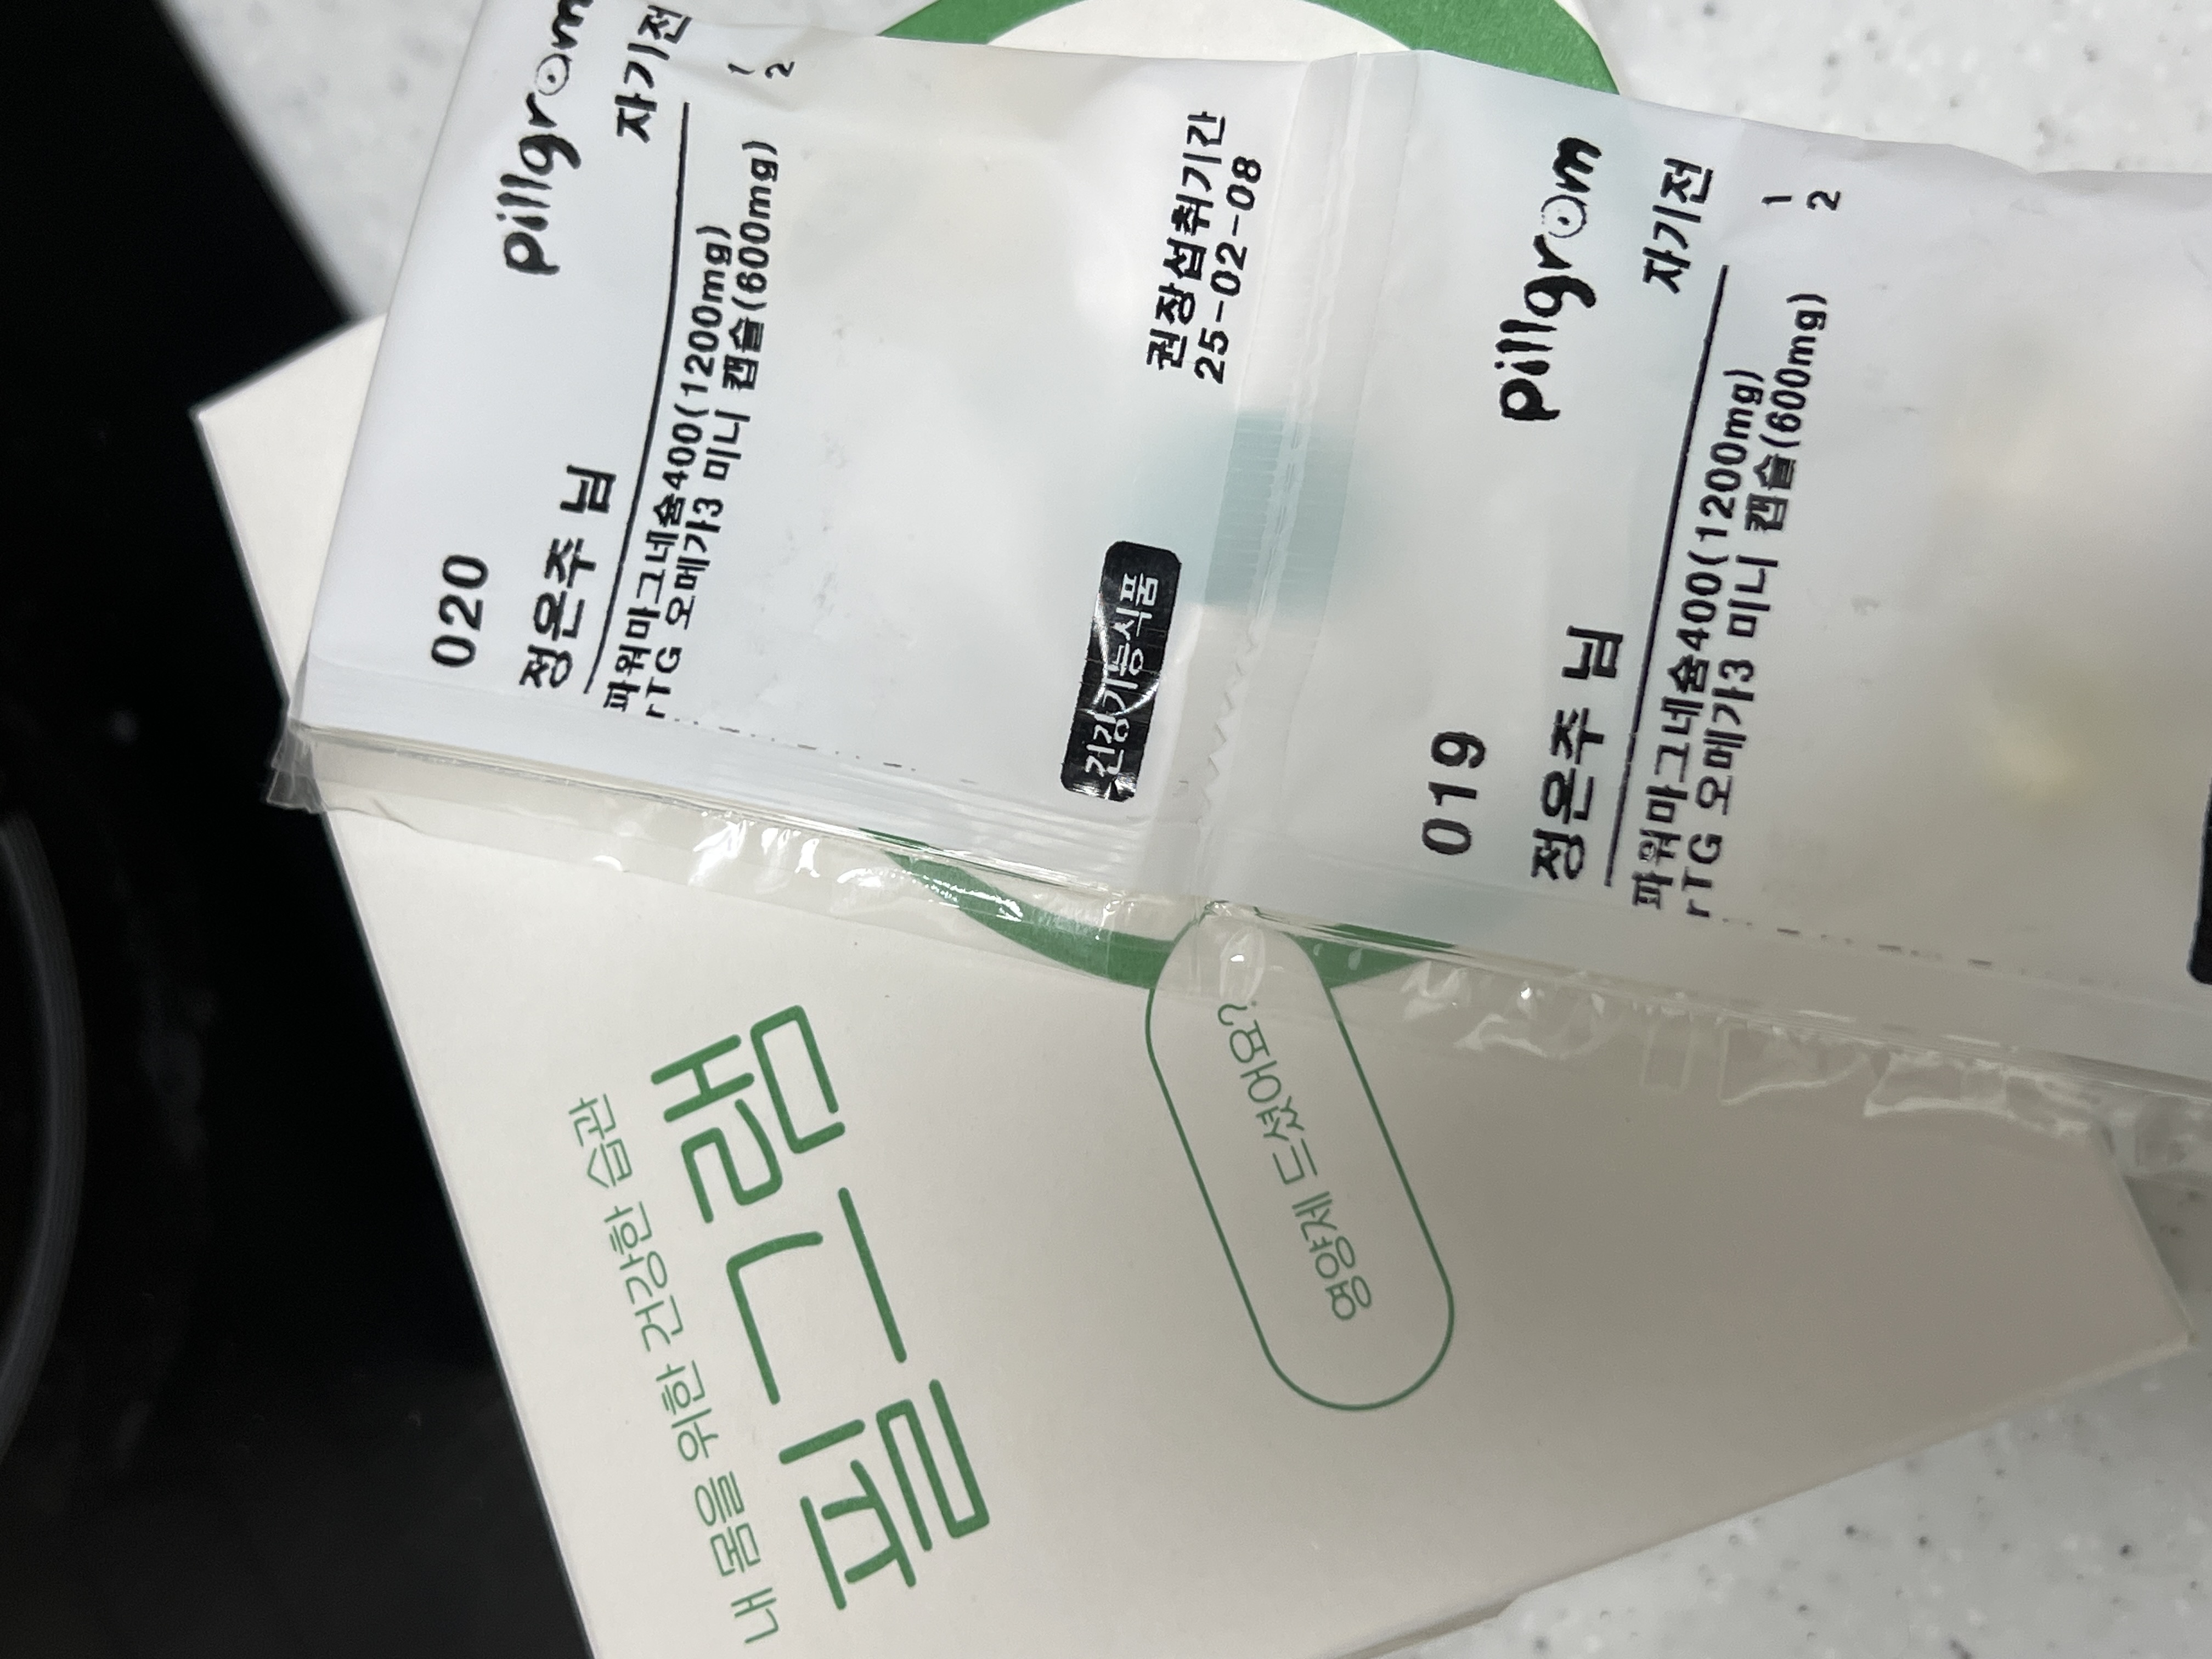 020
pillgram
정은주 님
자기전
파워마그네슘400(1200mg) 1
rTG 오메가3 미니 캡슐(600mg) 2
건강기능식품
권장섭취기간
25-02-08
019
pillgram
정은주 님
자기전
파워마그네슘400(1200mg) 1
rTG 오메가3 미니 캡슐(600mg) 2
내 몸을 위한 건강한 습관
필그램
영양제 드셨어요?